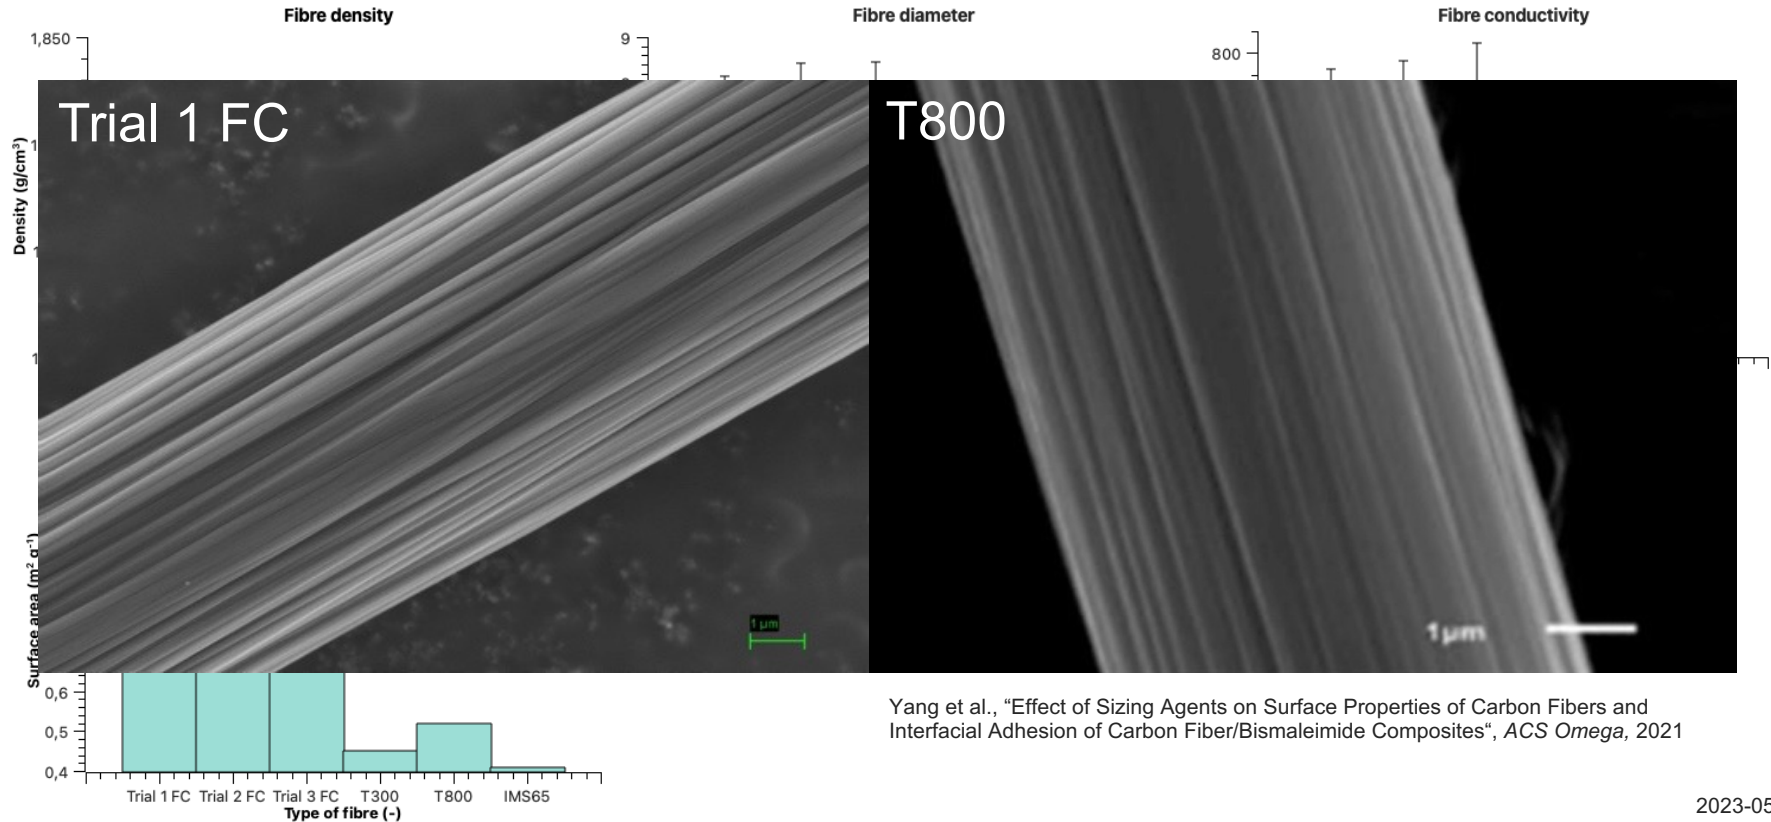 Fibre density
Fibre diameter
Fibre conductivity
1,850
9
800
Density (g/cm³)
Trial 1 FC
T800
1 µm
1µm
Surface area (m² g⁻¹)
0,6
0,5
0,4
Trial 1 FC Trial 2 FC Trial 3 FC T300 T800 IMS65
Type of fibre (-)
Yang et al., “Effect of Sizing Agents on Surface Properties of Carbon Fibers and
Interfacial Adhesion of Carbon Fiber/Bismaleimide Composites“, ACS Omega, 2021
2023-05